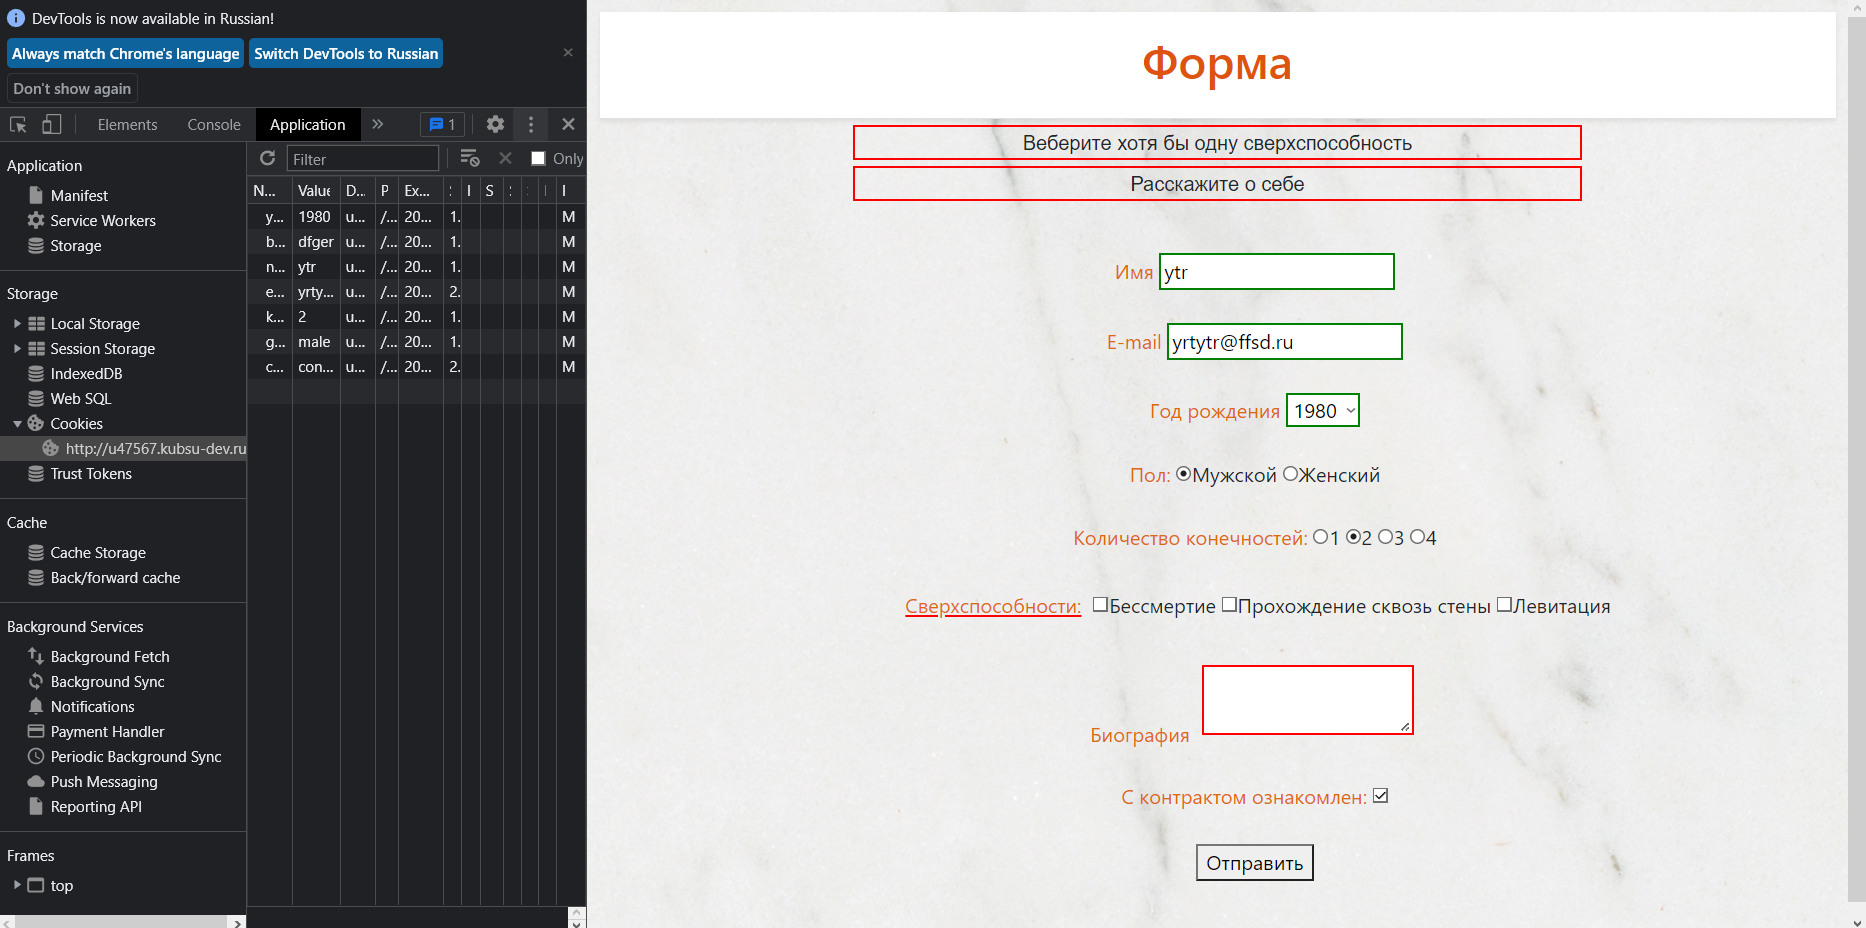 DevTools is now available in Russian!
Always match Chrome's language
Switch DevTools to Russian
Don't show again
Elements
Console
Application
1
Application
Manifest
Service Workers
Storage
Storage
Local Storage
Session Storage
IndexedDB
Web SQL
Cookies
http://u47567.kubsu-dev.ru
Trust Tokens
Cache
Cache Storage
Back/forward cache
Background Services
Background Fetch
Background Sync
Notifications
Payment Handler
Periodic Background Sync
Push Messaging
Reporting API
Frames
top
Filter
Only
N... Value D... P Ex... S I
y... 1980 u... /... 20... 1. M
b... dfger u... /... 20... 1. M
n... ytr u... /... 20... 1. M
e... yrty... u... /... 20... 2. M
k... 2 u... /... 20... 1. M
g... male u... /... 20... 1. M
c... con... u... /... 20... 2. M
Форма
Веберите хотя бы одну сверхспособность
Расскажите о себе
Имя ytr
E-mail yrtytr@ffsd.ru
Год рождения 1980
Пол: Мужской Женский
Количество конечностей: 1 2 3 4
Сверхспособности: Бессмертие Прохождение сквозь стены Левитация
Биография
С контрактом ознакомлен:
Отправить